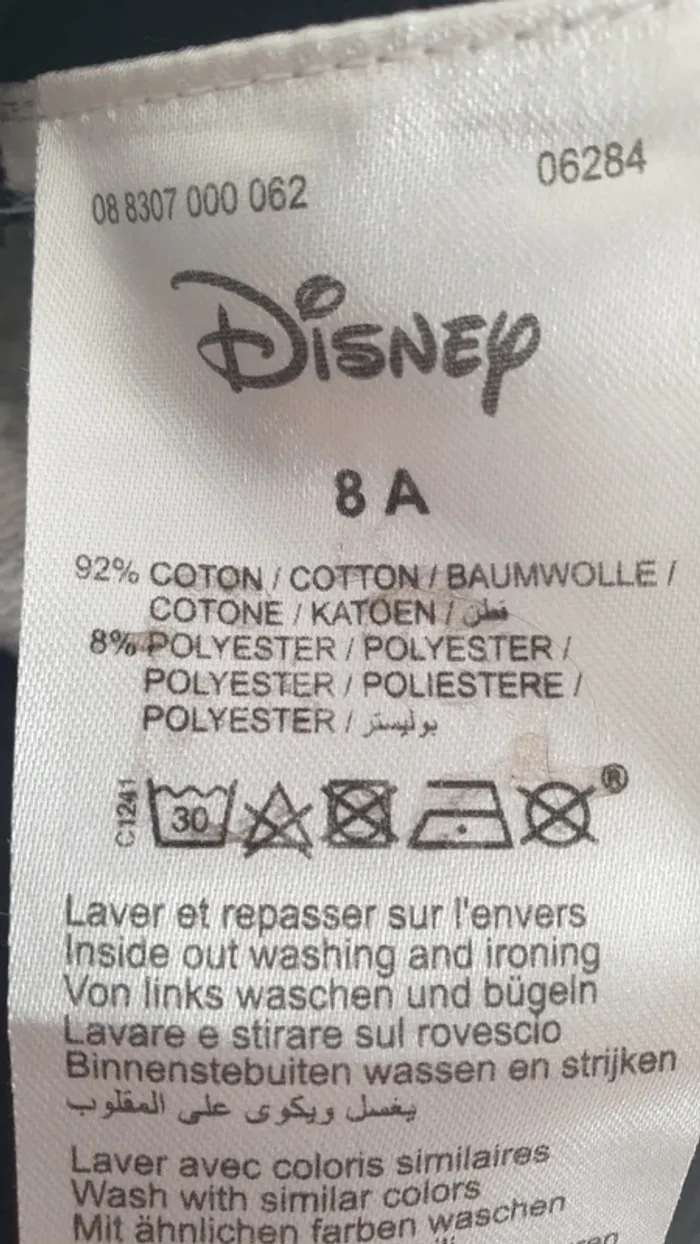 08 8307 000 062
06284
Disney
8 A
92% COTON / COTTON / BAUMWOLLE /
COTONE / KATOEN / قطن
8% POLYESTER / POLYESTER /
POLYESTER / POLIESTERE /
POLYESTER / بوليستر
C1241
30
®
Laver et repasser sur l'envers
Inside out washing and ironing
Von links waschen und bügeln
Lavare e stirare sul rovescio
Binnenstebuiten wassen en strijken
يغسل ويكوى على المقلوب
Laver avec coloris similaires
Wash with similar colors
Mit ähnlichen farben waschen